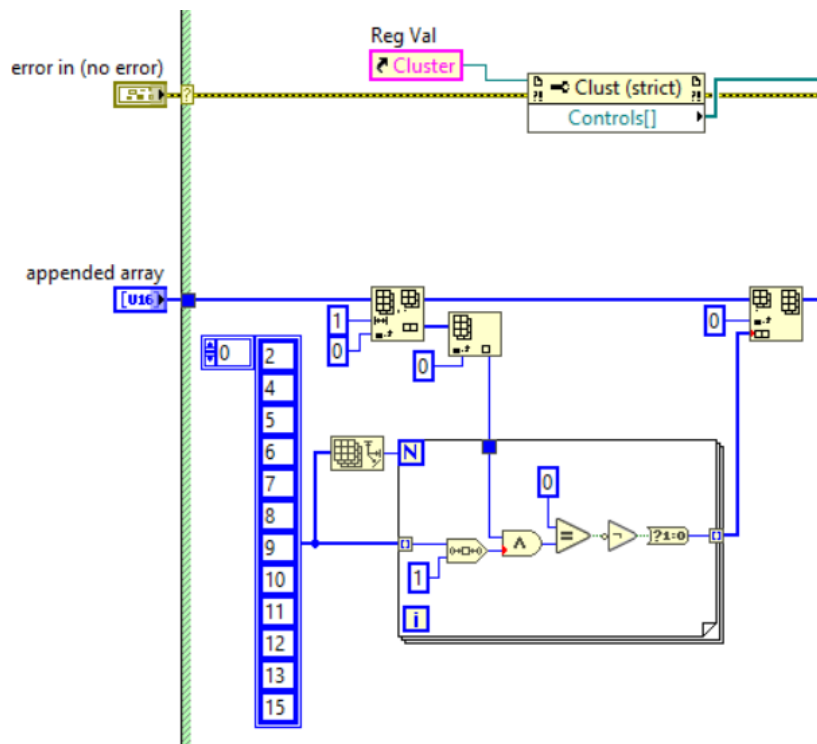 Reg Val
Cluster
error in (no error)
?
?!
Clust (strict)
?!
Controls[]
appended array
[U16]
1
0
0
0
0
2
4
5
6
7
8
9
10
11
12
13
15
N
[]
1
0
Λ
=
¬
?1:0
[]
i